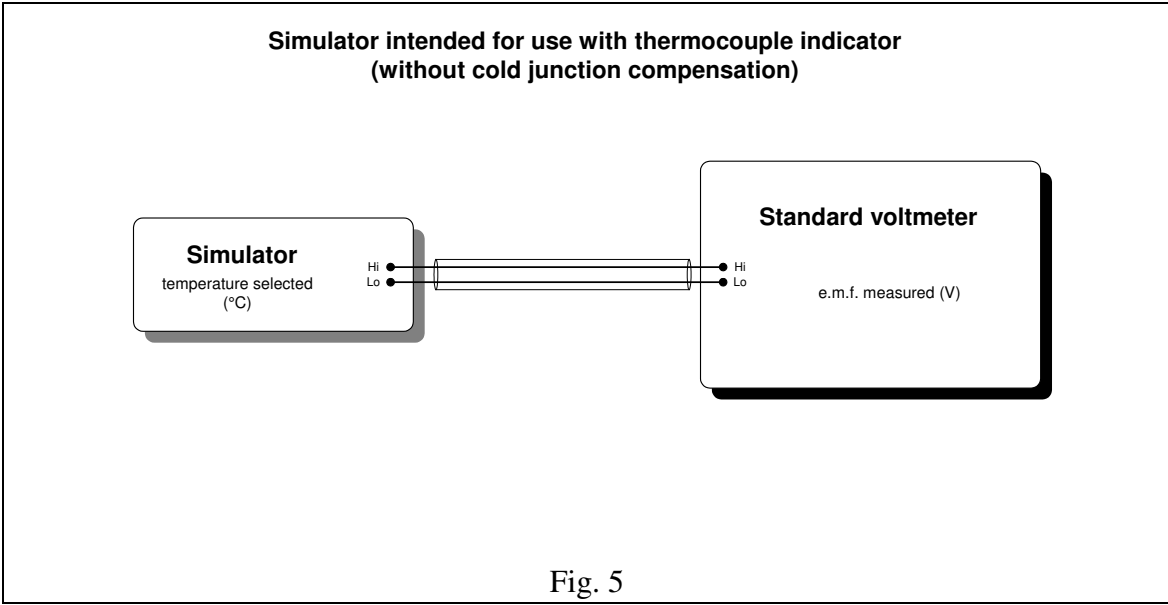 Simulator intended for use with thermocouple indicator
(without cold junction compensation)
Simulator
temperature selected
(°C)
Hi
Lo
Standard voltmeter
Hi
Lo
e.m.f. measured (V)
Fig. 5